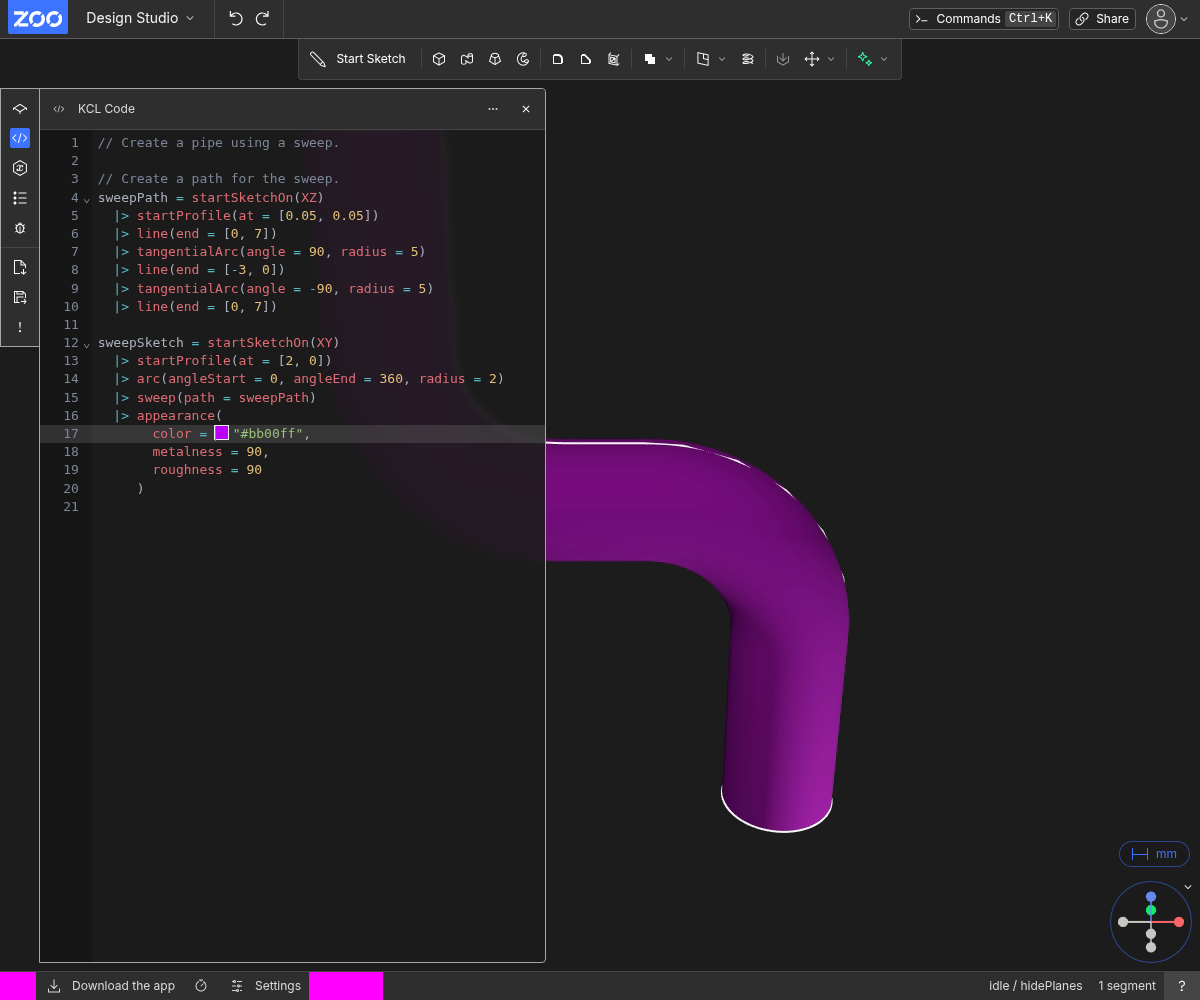 ZOO Design Studio Commands Ctrl+K Share
Start Sketch
KCL Code
1 // Create a pipe using a sweep.
2
3 // Create a path for the sweep.
4 sweepPath = startSketchOn(XZ)
5 |> startProfile(at = [0.05, 0.05])
6 |> line(end = [0, 7])
7 |> tangentialArc(angle = 90, radius = 5)
8 |> line(end = [-3, 0])
9 |> tangentialArc(angle = -90, radius = 5)
10 |> line(end = [0, 7])
11
12 sweepSketch = startSketchOn(XY)
13 |> startProfile(at = [2, 0])
14 |> arc(angleStart = 0, angleEnd = 360, radius = 2)
15 |> sweep(path = sweepPath)
16 |> appearance(
17 color = "#bb00ff",
18 metalness = 90,
19 roughness = 90
20 )
21
mm
Download the app Settings idle / hidePlanes 1 segment ?